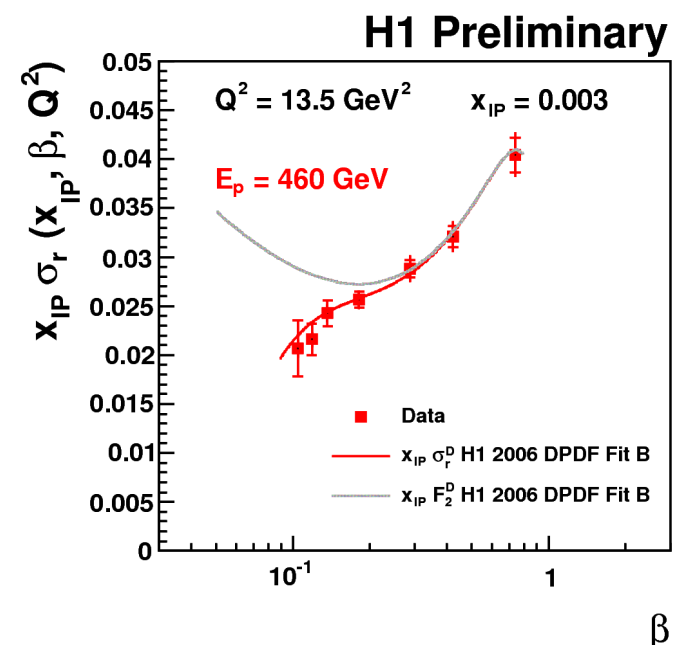 H1 Preliminary
x_IP σ_r (x_IP, β, Q²)
0.05
0.045
0.04
0.035
0.03
0.025
0.02
0.015
0.01
0.005
0
Q² = 13.5 GeV²
x_IP = 0.003
E_p = 460 GeV
Data
x_IP σ_r^D H1 2006 DPDF Fit B
x_IP F_2^D H1 2006 DPDF Fit B
10⁻¹
1
β